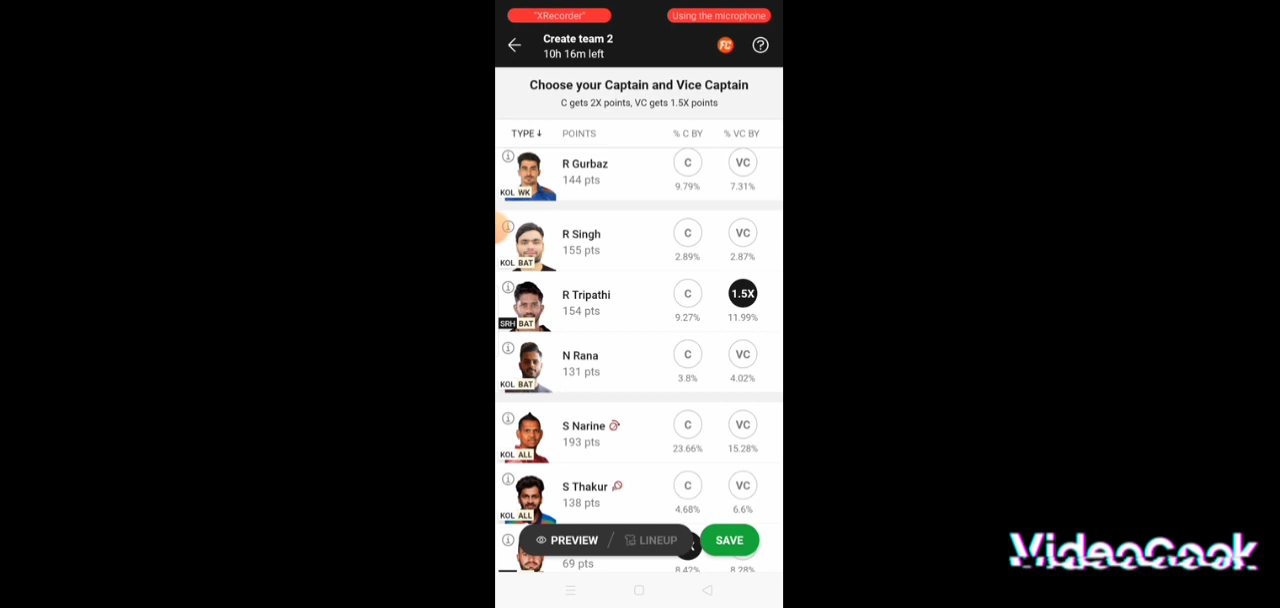 "XRecorder"
Using the microphone
Create team 2
10h 16m left
FC
?
Choose your Captain and Vice Captain
C gets 2X points, VC gets 1.5X points
TYPE↓ POINTS % C BY % VC BY
R Gurbaz
144 pts
KOL WK
C VC
9.79% 7.31%
R Singh
155 pts
KOL BAT
C VC
2.89% 2.87%
R Tripathi
154 pts
SRH BAT
C 1.5X
9.27% 11.99%
N Rana
131 pts
KOL BAT
C VC
3.8% 4.02%
S Narine
193 pts
KOL ALL
C VC
23.66% 15.28%
S Thakur
138 pts
KOL ALL
C VC
4.68% 6.6%
PREVIEW / LINEUP SAVE
69 pts
8.42% 8.28%
VideoCook